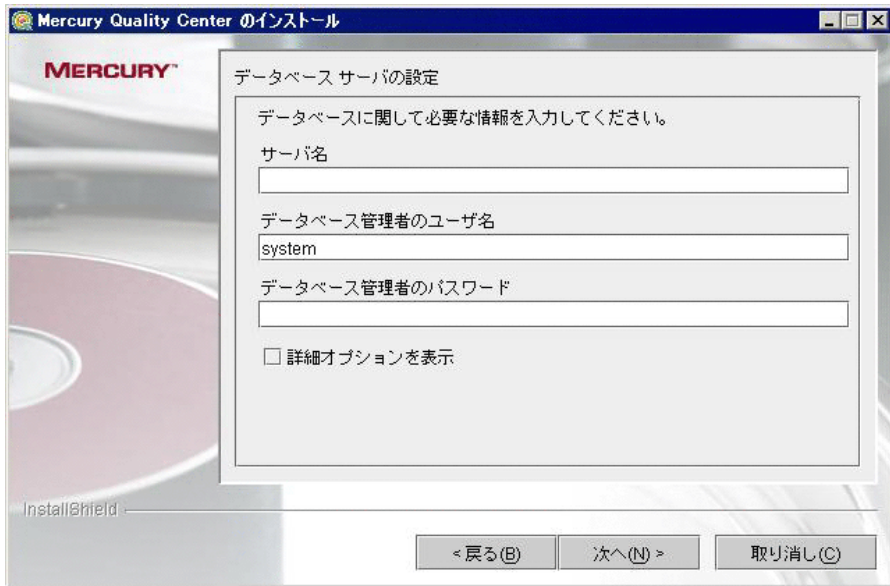 Mercury Quality Center のインストール
MERCURY™
データベース サーバの設定
データベースに関して必要な情報を入力してください。
サーバ名
データベース管理者のユーザ名
system
データベース管理者のパスワード
詳細オプションを表示
InstallShield
<戻る(B)
次へ(N)>
取り消し(C)